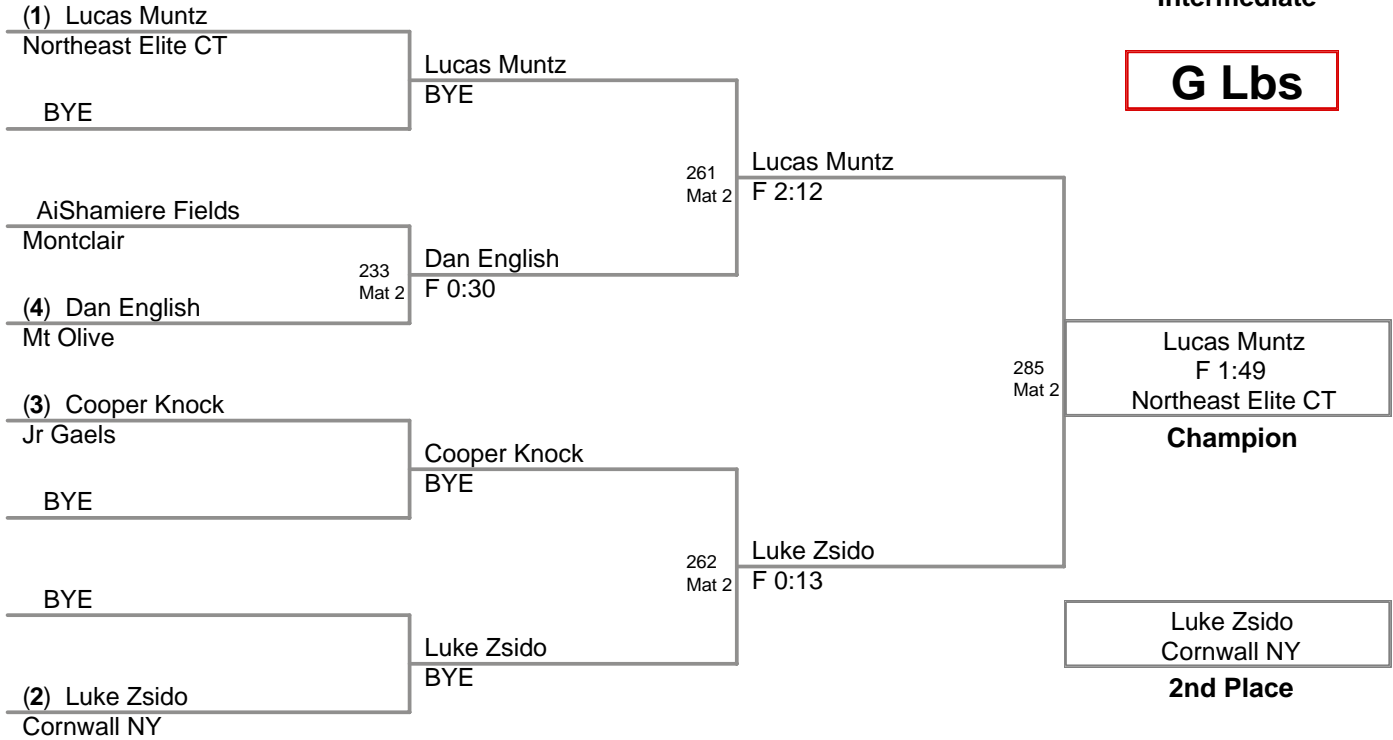 Intermediate
G Lbs
(1) Lucas Muntz
Northeast Elite CT
BYE
AiShamiere Fields
Montclair
(4) Dan English
Mt Olive
(3) Cooper Knock
Jr Gaels
BYE
BYE
(2) Luke Zsido
Cornwall NY
Lucas Muntz
BYE
233
Mat 2
Dan English
F 0:30
Cooper Knock
BYE
Luke Zsido
BYE
261
Mat 2
Lucas Muntz
F 2:12
262
Mat 2
Luke Zsido
F 0:13
285
Mat 2
Lucas Muntz
F 1:49
Northeast Elite CT
Champion
Luke Zsido
Cornwall NY
2nd Place